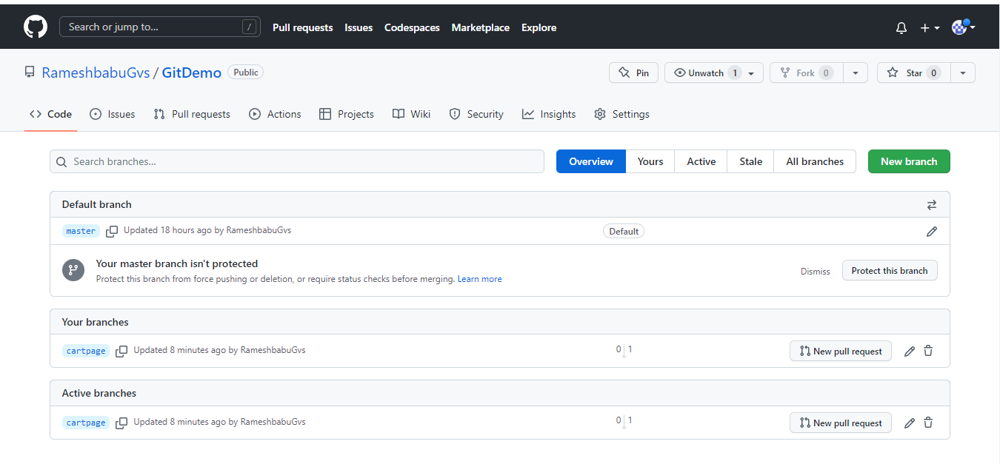 Search or jump to... / Pull requests Issues Codespaces Marketplace Explore
RameshbabuGvs / GitDemo Public Pin Unwatch 1 Fork 0 Star 0
Code Issues Pull requests Actions Projects Wiki Security Insights Settings
Search branches... Overview Yours Active Stale All branches New branch
Default branch
master Updated 18 hours ago by RameshbabuGvs Default
Your master branch isn't protected
Protect this branch from force pushing or deletion, or require status checks before merging. Learn more Dismiss Protect this branch
Your branches
cartpage Updated 8 minutes ago by RameshbabuGvs 0 1 New pull request
Active branches
cartpage Updated 8 minutes ago by RameshbabuGvs 0 1 New pull request